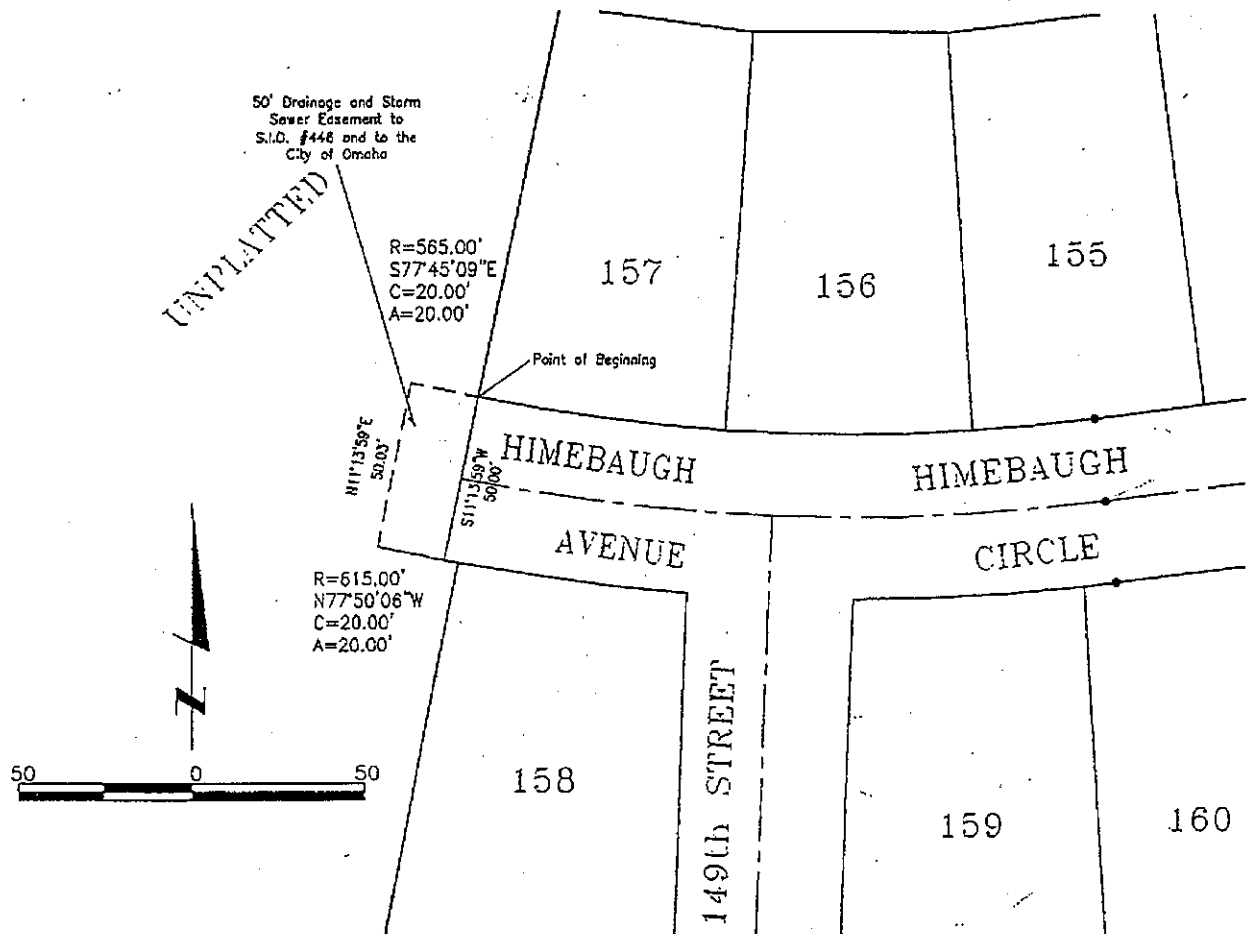 50' Drainage and Storm
Sewer Easement to
S.I.D. #448 and to the
City of Omaha
UNPLATTED
R=565.00'
S77°45'09"E
C=20.00'
A=20.00'
157
156
155
Point of Beginning
N11°13'59"E
50.03'
S11°13'59"W
50.00'
HIMEBAUGH
HIMEBAUGH
AVENUE
CIRCLE
R=615.00'
N77°50'06"W
C=20.00'
A=20.00'
N
50
0
50
158
149th STREET
159
160